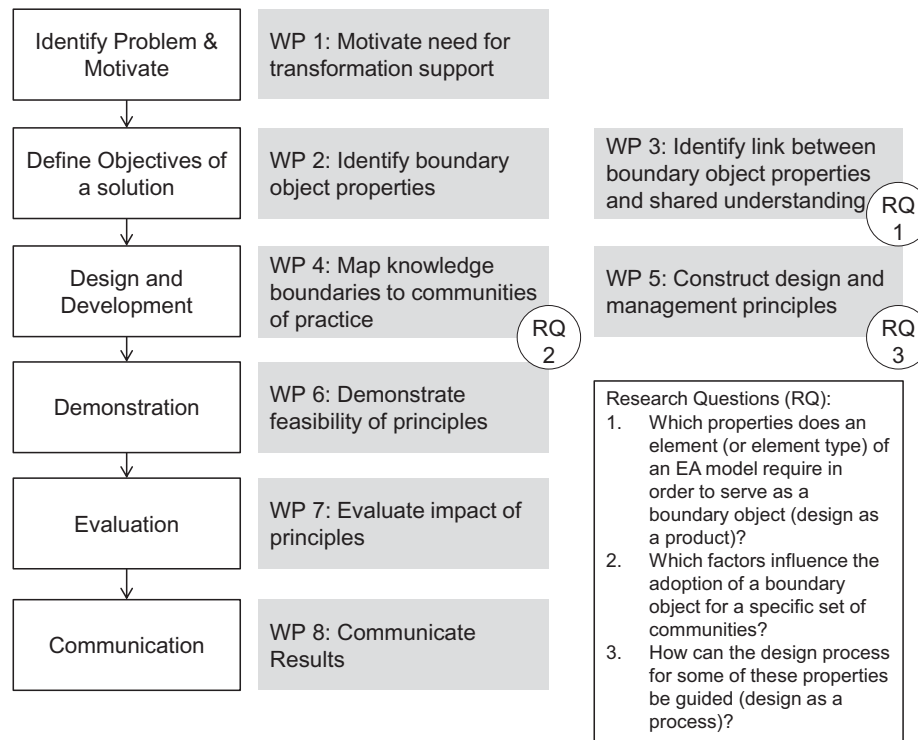 Identify Problem &
Motivate
WP 1: Motivate need for
transformation support
Define Objectives of
a solution
WP 2: Identify boundary
object properties
WP 3: Identify link between
boundary object properties
and shared understanding
RQ
1
Design and
Development
WP 4: Map knowledge
boundaries to communities
of practice
RQ
2
WP 5: Construct design and
management principles
RQ
3
Demonstration
WP 6: Demonstrate
feasibility of principles
Evaluation
WP 7: Evaluate impact of
principles
Communication
WP 8: Communicate
Results
Research Questions (RQ):
1. Which properties does an
element (or element type) of
an EA model require in
order to serve as a
boundary object (design as
a product)?
2. Which factors influence the
adoption of a boundary
object for a specific set of
communities?
3. How can the design process
for some of these properties
be guided (design as a
process)?